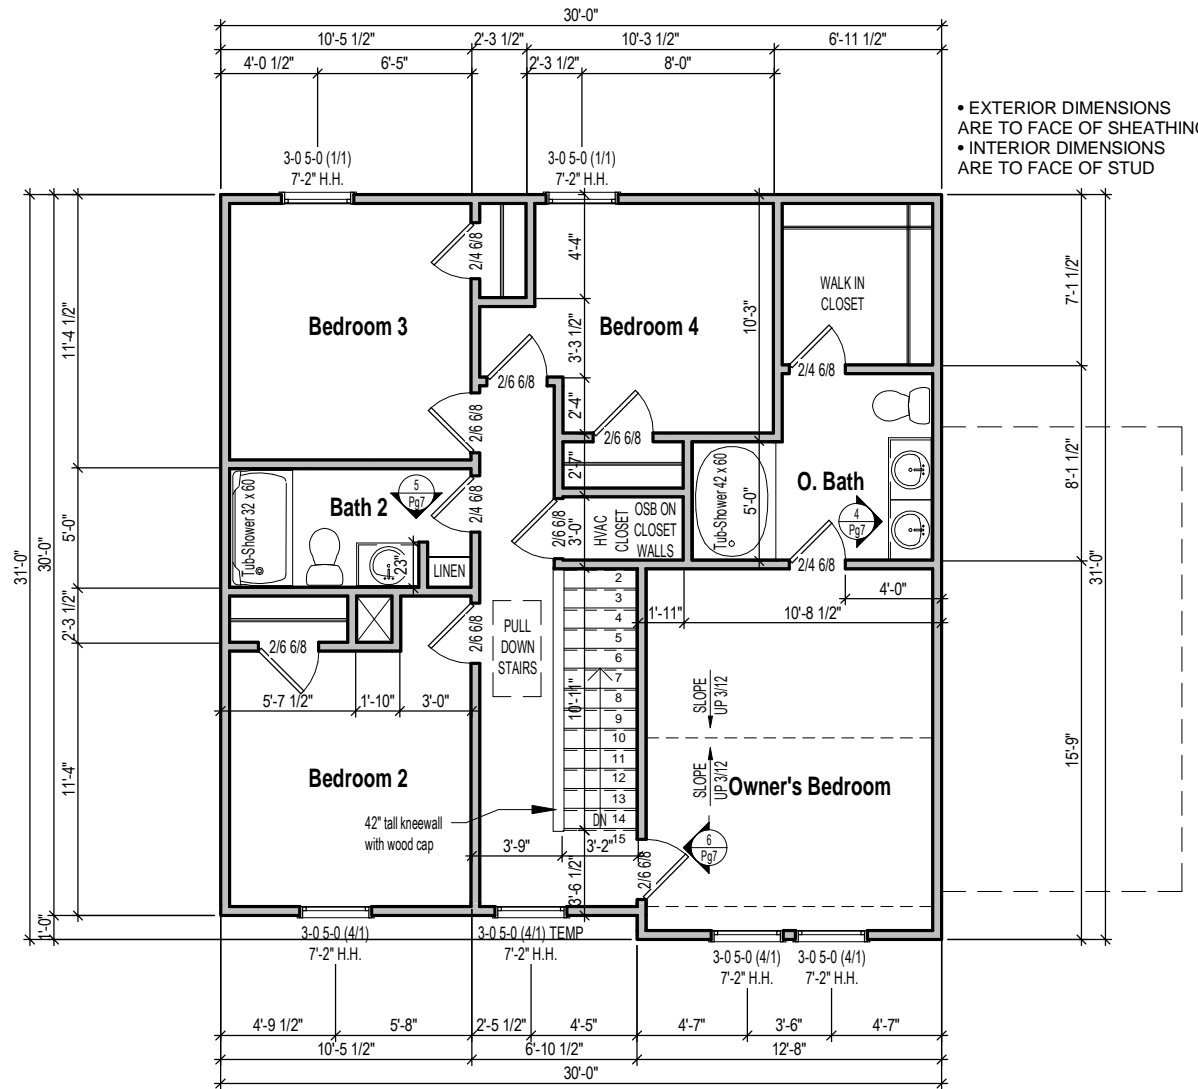 30'-0"
10'-5 1/2"
2'-3 1/2"
10'-3 1/2"
6'-11 1/2"
4'-0 1/2"
6'-5"
2'-3 1/2"
8'-0"
• EXTERIOR DIMENSIONS
ARE TO FACE OF SHEATHING
• INTERIOR DIMENSIONS
ARE TO FACE OF STUD
3-0 5-0 (1/1)
7'-2" H.H.
3-0 5-0 (1/1)
7'-2" H.H.
31'-0"
30'-0"
1'-0"
11'-4 1/2"
5'-0"
2'-3 1/2"
11'-4"
Bedroom 3
2/4 6/8
2/6 6/8
4'-4"
3'-3 1/2"
2'-4"
Bedroom 4
10'-3"
2/6 6/8
2/6 6/8
2'-7"
WALK IN
CLOSET
2/4 6/8
7'-1 1/2"
8'-1 1/2"
15'-9"
31'-0"
Tub-Shower 32 x 60
Bath 2
5
Pg7
2/4 6/8
23"
LINEN
2/6 6/8
3'-0"
HVAC
CLOSET
OSB ON
CLOSET
WALLS
Tub-Shower 42 x 60
5'-0"
O. Bath
4
Pg7
2/4 6/8
4'-0"
1'-11"
10'-8 1/2"
2/6 6/8
2/6 6/8
PULL
DOWN
STAIRS
5'-7 1/2"
1'-10"
3'-0"
2
3
4
5
6
7
8
9
10
11
12
13
14
15
10'-11"
DN
SLOPE
UP 3/12
SLOPE
UP 3/12
Bedroom 2
Owner's Bedroom
42" tall kneewall
with wood cap
3'-9"
3'-2"
3'-6 1/2"
2/6 6/8
6
Pg7
3-0 5-0 (4/1)
7'-2" H.H.
3-0 5-0 (4/1) TEMP
7'-2" H.H.
3-0 5-0 (4/1)
7'-2" H.H.
3-0 5-0 (4/1)
7'-2" H.H.
4'-9 1/2"
5'-8"
2'-5 1/2"
4'-5"
4'-7"
3'-6"
4'-7"
10'-5 1/2"
6'-10 1/2"
12'-8"
30'-0"